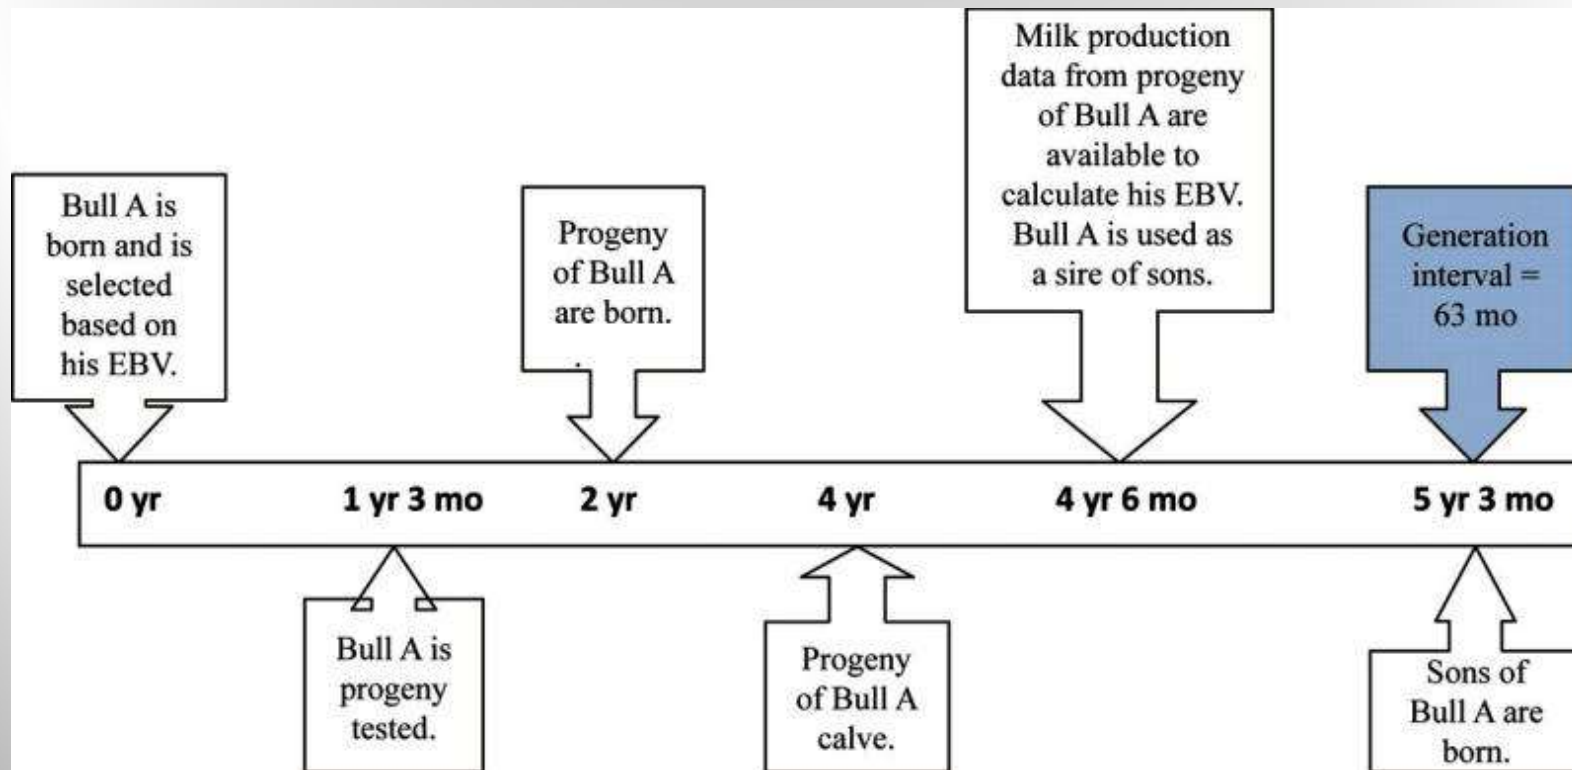 Bull A is
born and is
selected
based on
his EBV.
Progeny
of Bull A
are born.
Milk production
data from progeny
of Bull A are
available to
calculate his EBV.
Bull A is used as
a sire of sons.
Generation
interval =
63 mo
0 yr 1 yr 3 mo 2 yr 4 yr 4 yr 6 mo 5 yr 3 mo
Bull A is
progeny
tested.
Progeny
of Bull A
calve.
Sons of
Bull A are
born.